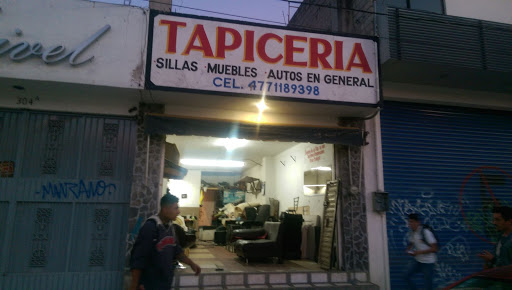 TAPICERIA
SILLAS MUEBLES AUTOS EN GENERAL
CEL. 4771189398
ivel
304